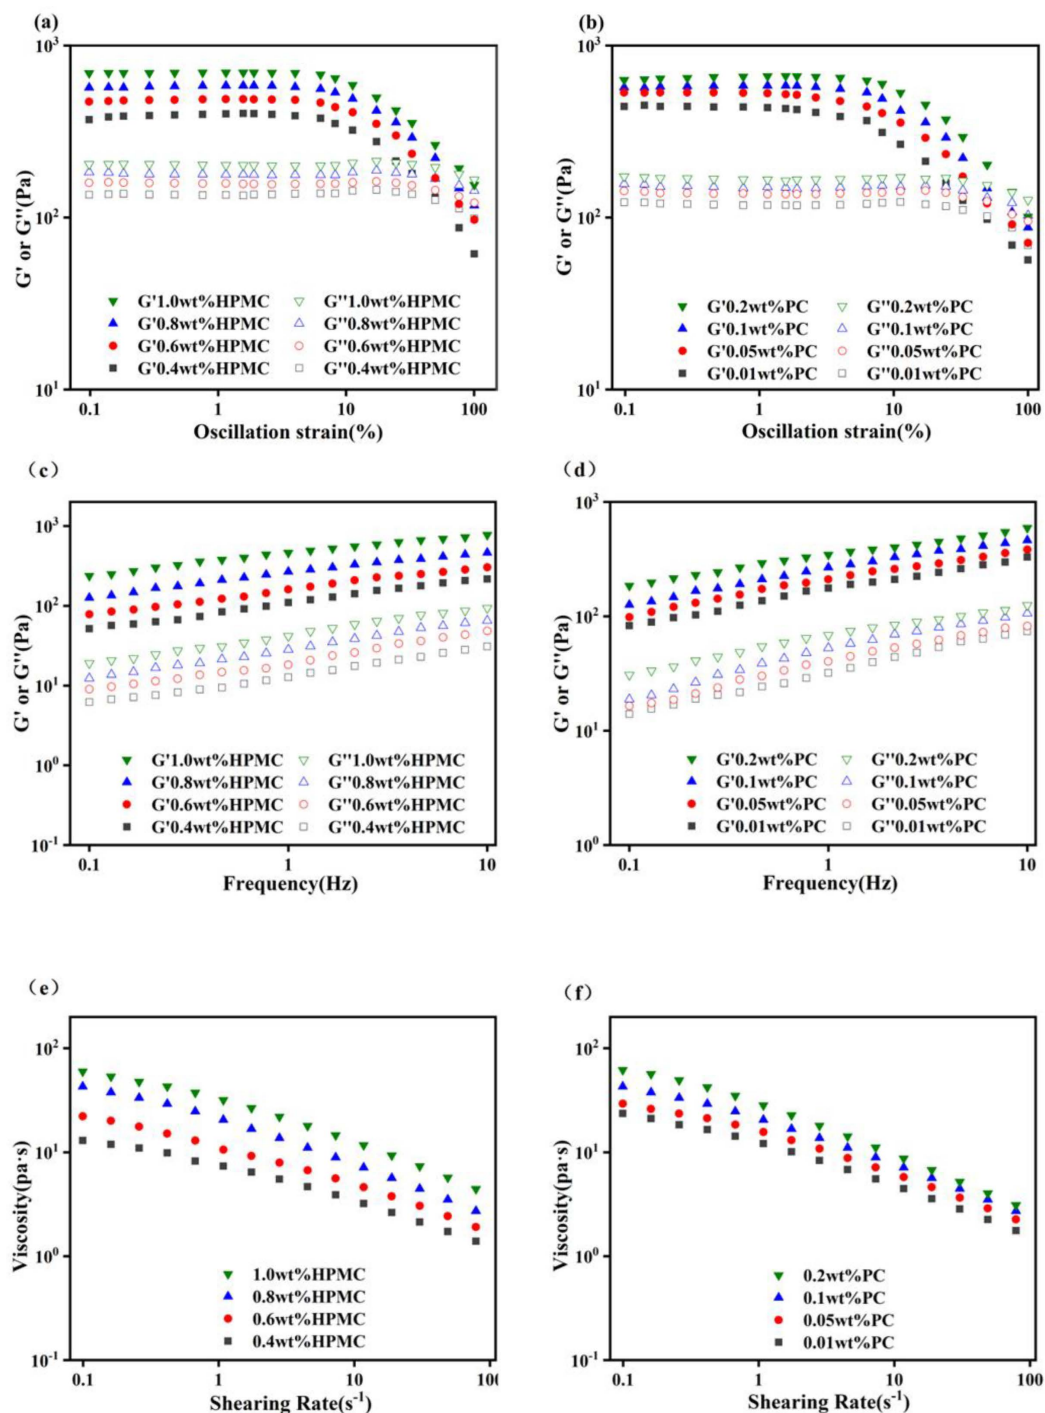 (a)
10³
10²
10¹
G' or G''(Pa)
G'1.0wt%HPMC
G''1.0wt%HPMC
G'0.8wt%HPMC
G''0.8wt%HPMC
G'0.6wt%HPMC
G''0.6wt%HPMC
G'0.4wt%HPMC
G''0.4wt%HPMC
0.1 1 10 100
Oscillation strain(%)
(b)
10³
10²
10¹
G' or G''(Pa)
G'0.2wt%PC
G''0.2wt%PC
G'0.1wt%PC
G''0.1wt%PC
G'0.05wt%PC
G''0.05wt%PC
G'0.01wt%PC
G''0.01wt%PC
0.1 1 10 100
Oscillation strain(%)
（c）
10³
10²
10¹
10⁰
10⁻¹
G' or G''(Pa)
G'1.0wt%HPMC
G''1.0wt%HPMC
G'0.8wt%HPMC
G''0.8wt%HPMC
G'0.6wt%HPMC
G''0.6wt%HPMC
G'0.4wt%HPMC
G''0.4wt%HPMC
0.1 1 10
Frequency(Hz)
（d）
10³
10²
10¹
10⁰
G' or G''(Pa)
G'0.2wt%PC
G''0.2wt%PC
G'0.1wt%PC
G''0.1wt%PC
G'0.05wt%PC
G''0.05wt%PC
G'0.01wt%PC
G''0.01wt%PC
0.1 1 10
Frequency(Hz)
（e）
10²
10¹
10⁰
10⁻¹
Viscosity(pa·s)
1.0wt%HPMC
0.8wt%HPMC
0.6wt%HPMC
0.4wt%HPMC
0.1 1 10 100
Shearing Rate(s⁻¹)
（f）
10²
10¹
10⁰
10⁻¹
Viscosity(pa·s)
0.2wt%PC
0.1wt%PC
0.05wt%PC
0.01wt%PC
0.1 1 10 100
Shearing Rate(s⁻¹)